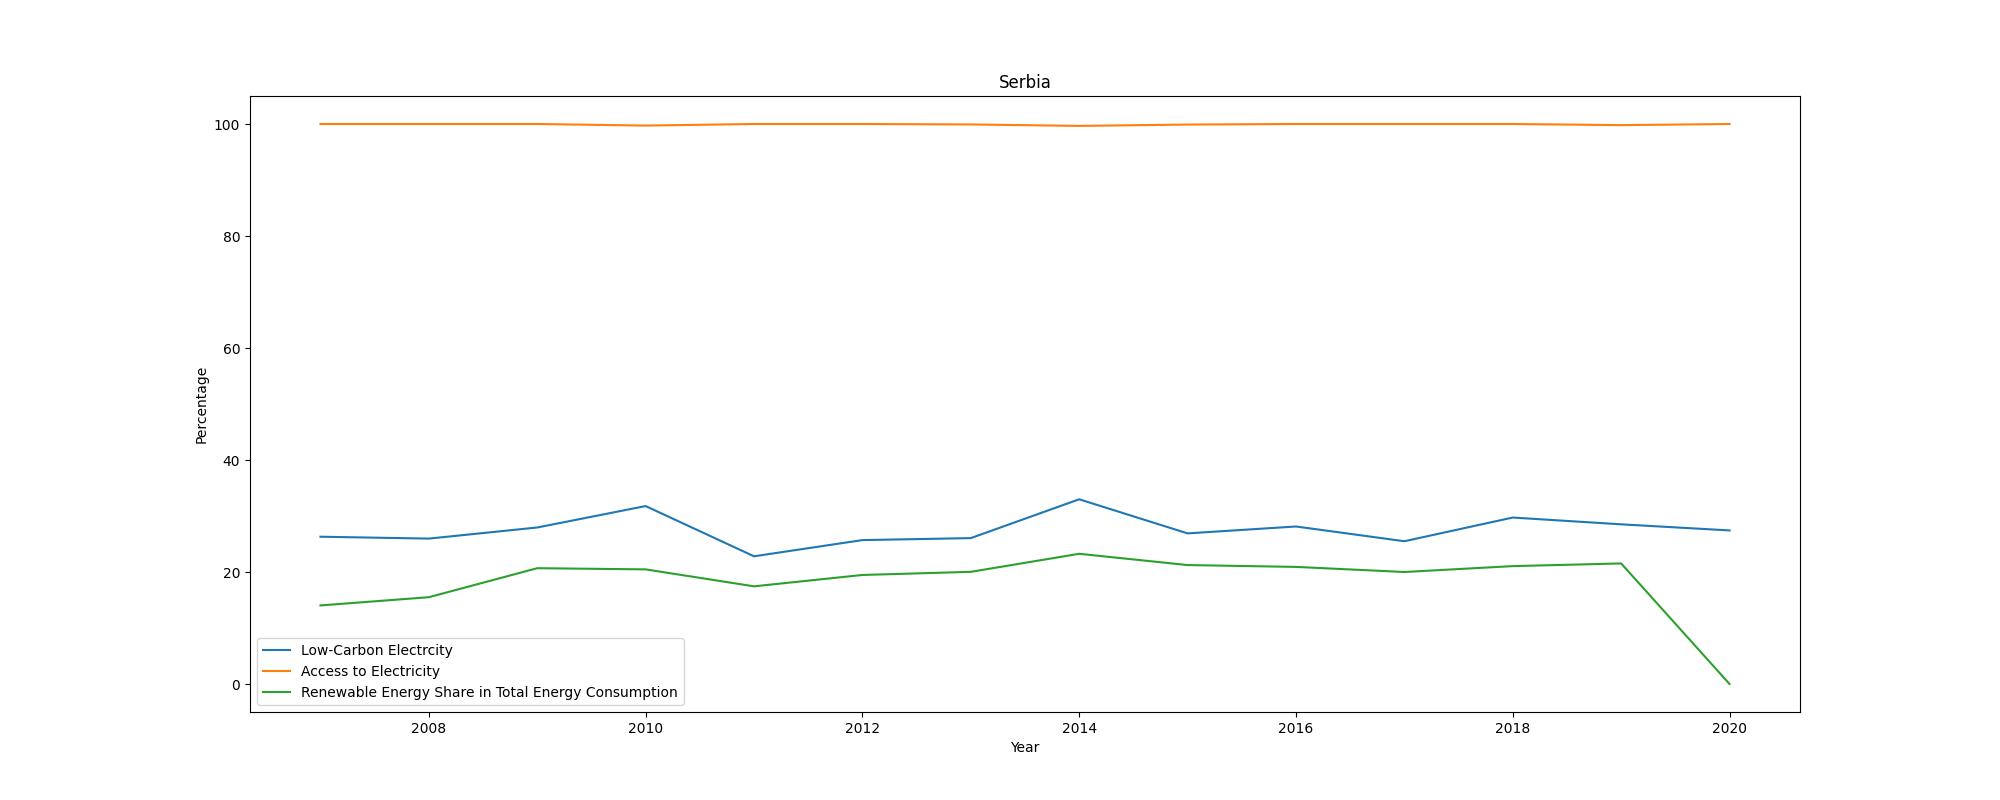 Serbia
100
80
60
40
20
0
Percentage
Low-Carbon Electrcity
Access to Electricity
Renewable Energy Share in Total Energy Consumption
2008 2010 2012 2014 2016 2018 2020
Year